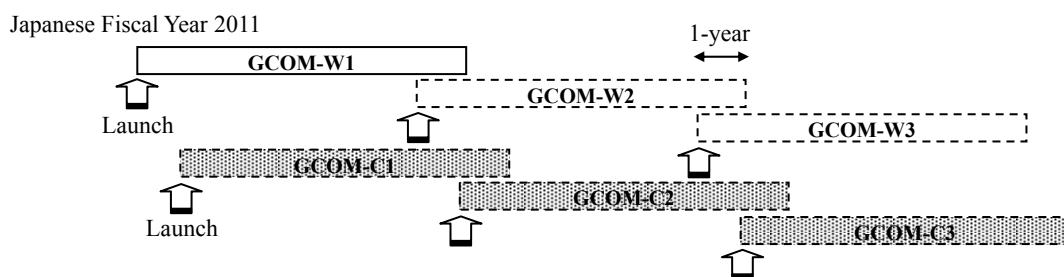 Japanese Fiscal Year 2011
1-year
GCOM-W1
GCOM-W2
Launch
GCOM-W3
GCOM-C1
GCOM-C2
Launch
GCOM-C3